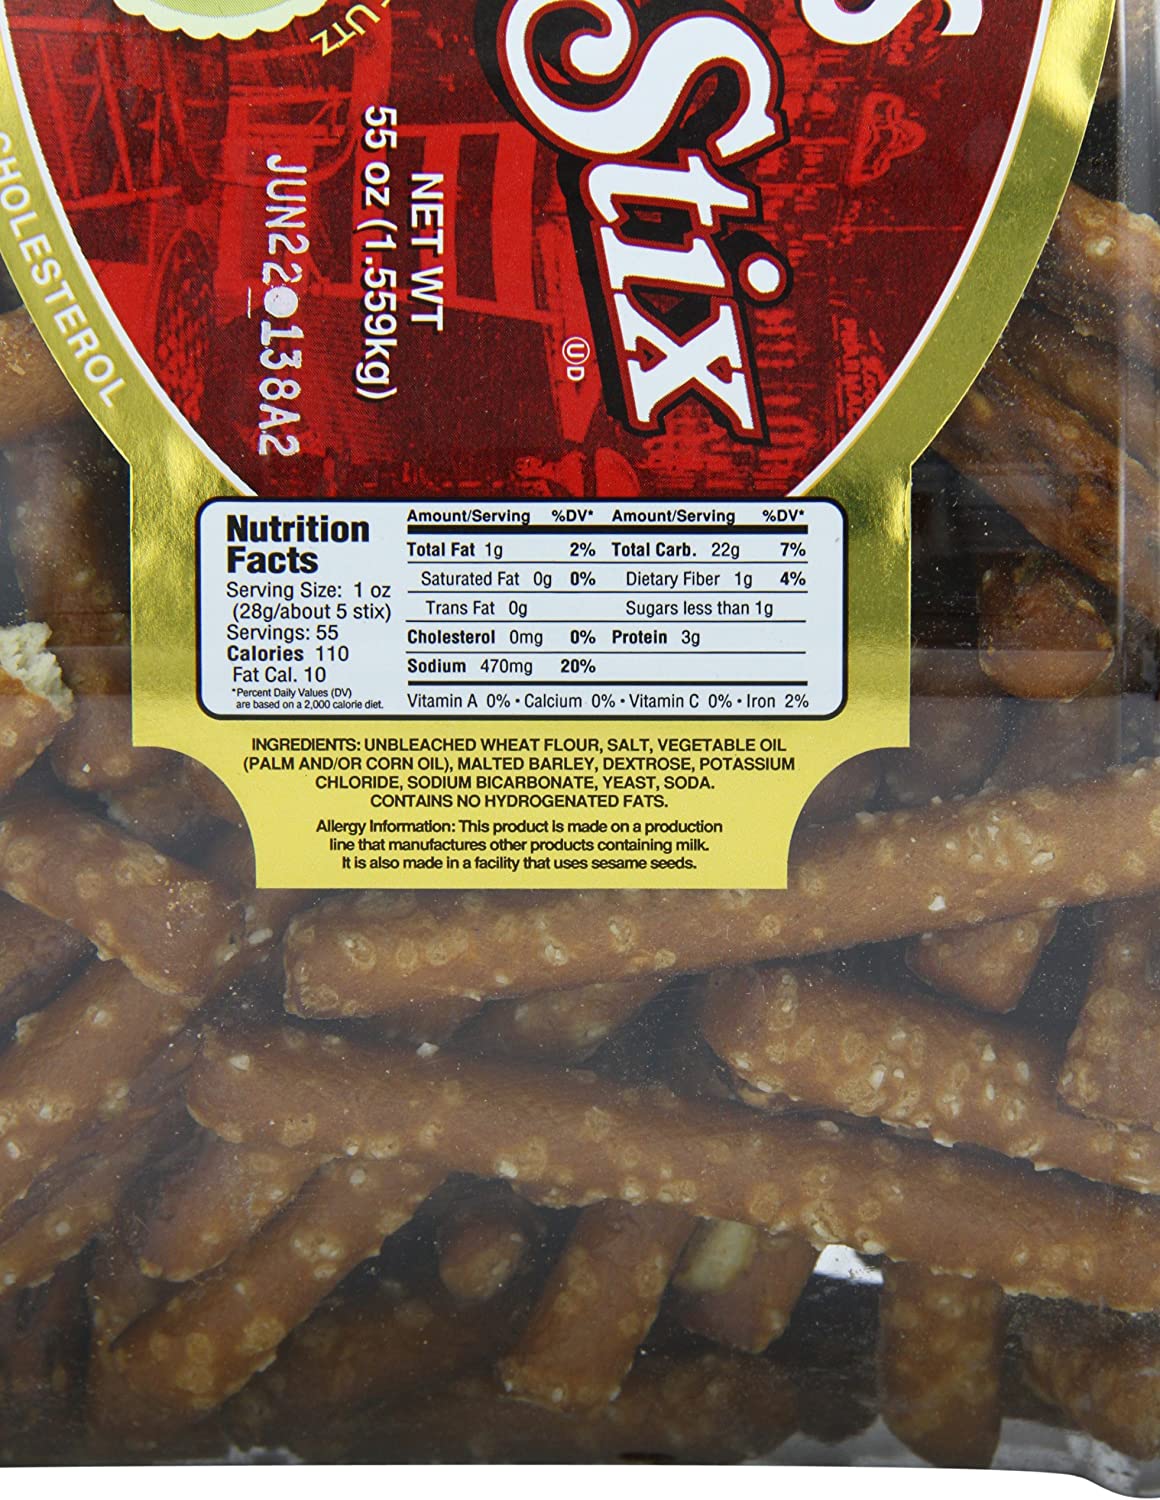 UTZ
S
Stix
NET WT
55 oz (1.559kg)
JUN22 138A2
CHOLESTEROL
U D
Nutrition
Facts
Serving Size: 1 oz
(28g/about 5 stix)
Servings: 55
Calories 110
Fat Cal. 10
*Percent Daily Values (DV)
are based on a 2,000 calorie diet.
Amount/Serving %DV* Amount/Serving %DV*
Total Fat 1g 2% Total Carb. 22g 7%
Saturated Fat 0g 0% Dietary Fiber 1g 4%
Trans Fat 0g Sugars less than 1g
Cholesterol 0mg 0% Protein 3g
Sodium 470mg 20%
Vitamin A 0% • Calcium 0% • Vitamin C 0% • Iron 2%
INGREDIENTS: UNBLEACHED WHEAT FLOUR, SALT, VEGETABLE OIL
(PALM AND/OR CORN OIL), MALTED BARLEY, DEXTROSE, POTASSIUM
CHLORIDE, SODIUM BICARBONATE, YEAST, SODA.
CONTAINS NO HYDROGENATED FATS.
Allergy Information: This product is made on a production
line that manufactures other products containing milk.
It is also made in a facility that uses sesame seeds.